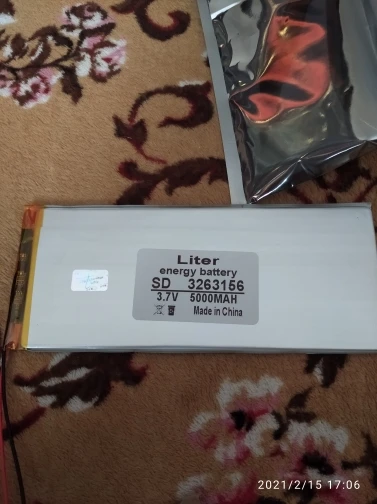 Liter
energy battery
SD 3263156
3.7V 5000MAH
Made in China
2021/2/15 17:06